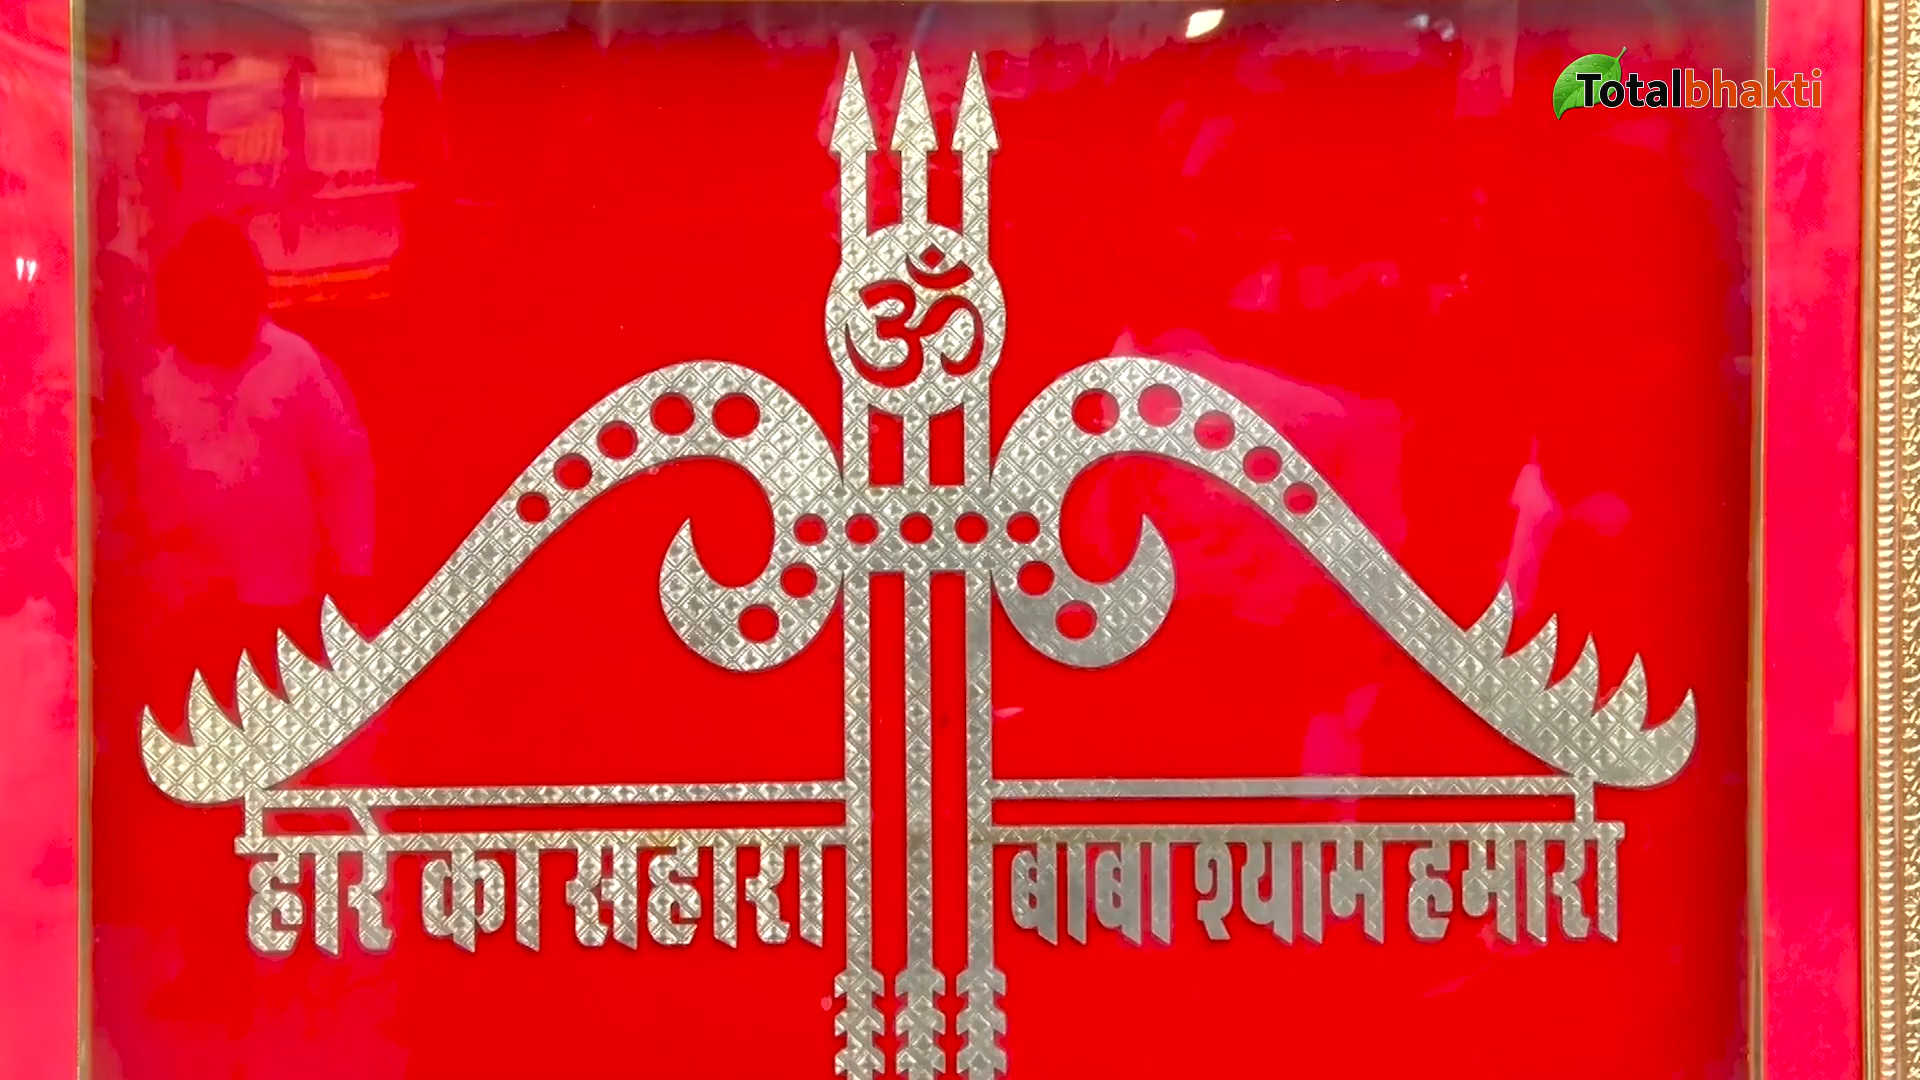 Totalbhakti
ॐ
हारे का सहारा बाबा श्याम हमारा